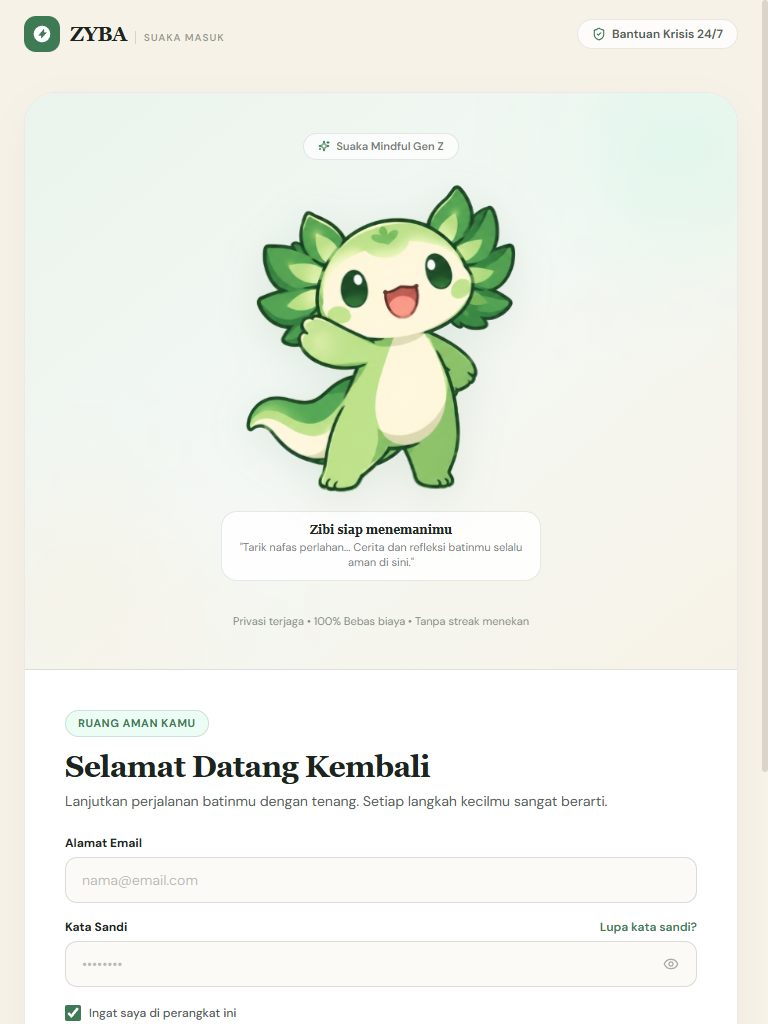 ZYBA
SUAKA MASUK
Bantuan Krisis 24/7
Suaka Mindful Gen Z
Zibi siap menemanimu
"Tarik nafas perlahan... Cerita dan refleksi batinmu selalu
aman di sini."
Privasi terjaga • 100% Bebas biaya • Tanpa streak menekan
RUANG AMAN KAMU
Selamat Datang Kembali
Lanjutkan perjalanan batinmu dengan tenang. Setiap langkah kecilmu sangat berarti.
Alamat Email
nama@email.com
Kata Sandi
Lupa kata sandi?
••••••••
Ingat saya di perangkat ini